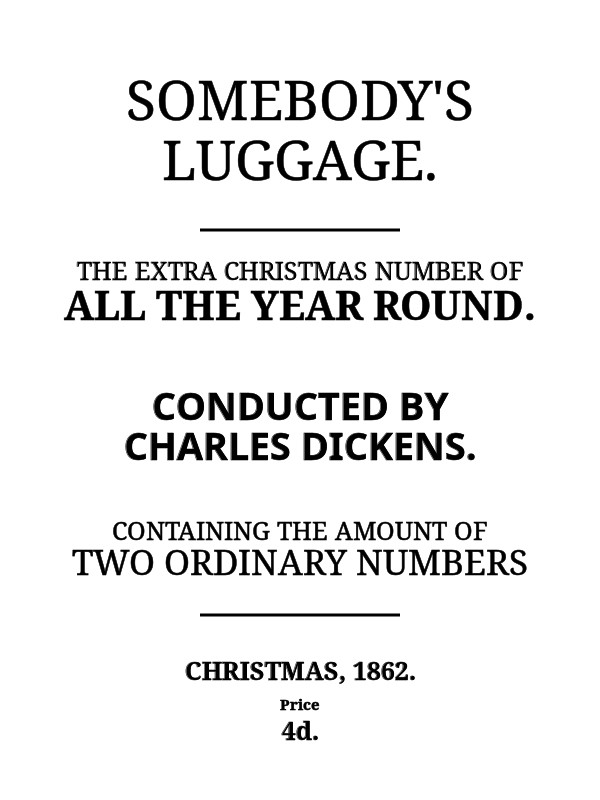 SOMEBODY'S
LUGGAGE.
THE EXTRA CHRISTMAS NUMBER OF
ALL THE YEAR ROUND.
CONDUCTED BY
CHARLES DICKENS.
CONTAINING THE AMOUNT OF
TWO ORDINARY NUMBERS
CHRISTMAS, 1862.
Price
4d.